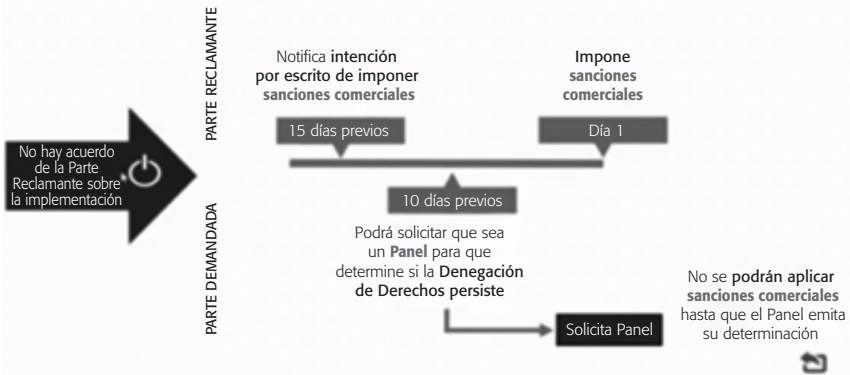 No hay acuerdo
de la Parte
Reclamante sobre
la implementación
PARTE RECLAMANTE
Notifica intención
por escrito de imponer
sanciones comerciales
15 días previos
Impone
sanciones
comerciales
Día 1
PARTE DEMANDADA
10 días previos
Podrá solicitar que sea
un Panel para que
determine si la Denegación
de Derechos persiste
Solicita Panel
No se podrán aplicar
sanciones comerciales
hasta que el Panel emita
su determinación